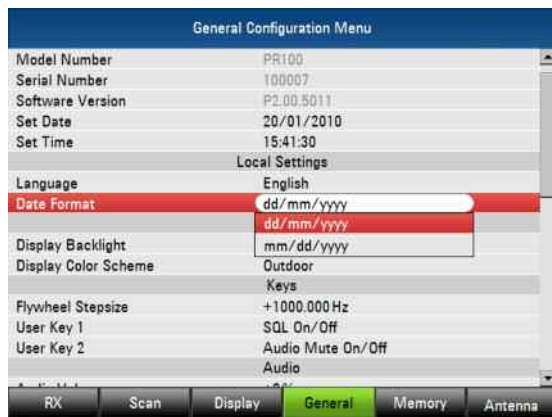 General Configuration Menu
Model Number PR100
Serial Number 100007
Software Version P2.00.5011
Set Date 20/01/2010
Set Time 15:41:30
Local Settings
Language English
Date Format dd/mm/yyyy
dd/mm/yyyy
mm/dd/yyyy
Display Backlight
Display Color Scheme Outdoor
Keys
Flywheel Stepsize +1000.000 Hz
User Key 1 SQL On/Off
User Key 2 Audio Mute On/Off
Audio
RX Scan Display General Memory Antenna